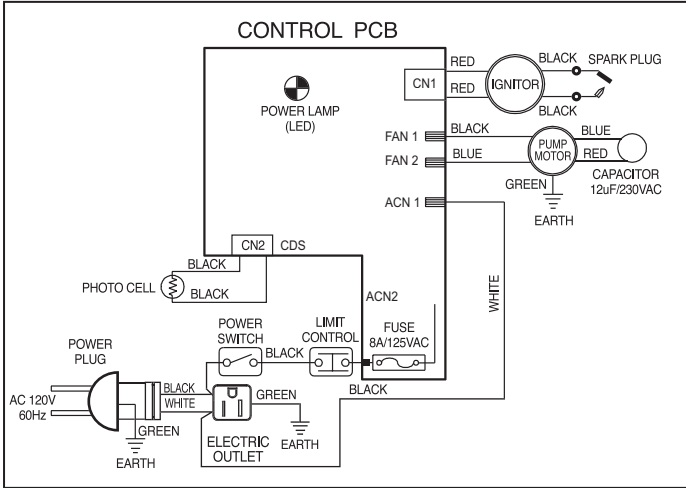 CONTROL PCB
POWER LAMP
(LED)
CN1
RED
RED
IGNITOR
BLACK
BLACK
SPARK PLUG
FAN 1
BLACK
FAN 2
BLUE
PUMP
MOTOR
BLUE
RED
CAPACITOR
12uF/230VAC
GREEN
EARTH
ACN 1
WHITE
CN2
CDS
BLACK
BLACK
PHOTO CELL
ACN2
POWER
SWITCH
BLACK
LIMIT
CONTROL
FUSE
8A/125VAC
BLACK
POWER
PLUG
AC 120V
60Hz
BLACK
WHITE
GREEN
EARTH
GREEN
EARTH
ELECTRIC
OUTLET